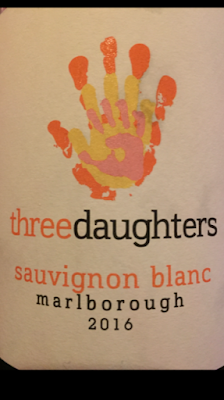 threedaughters
sauvignon blanc
marlborough
2016